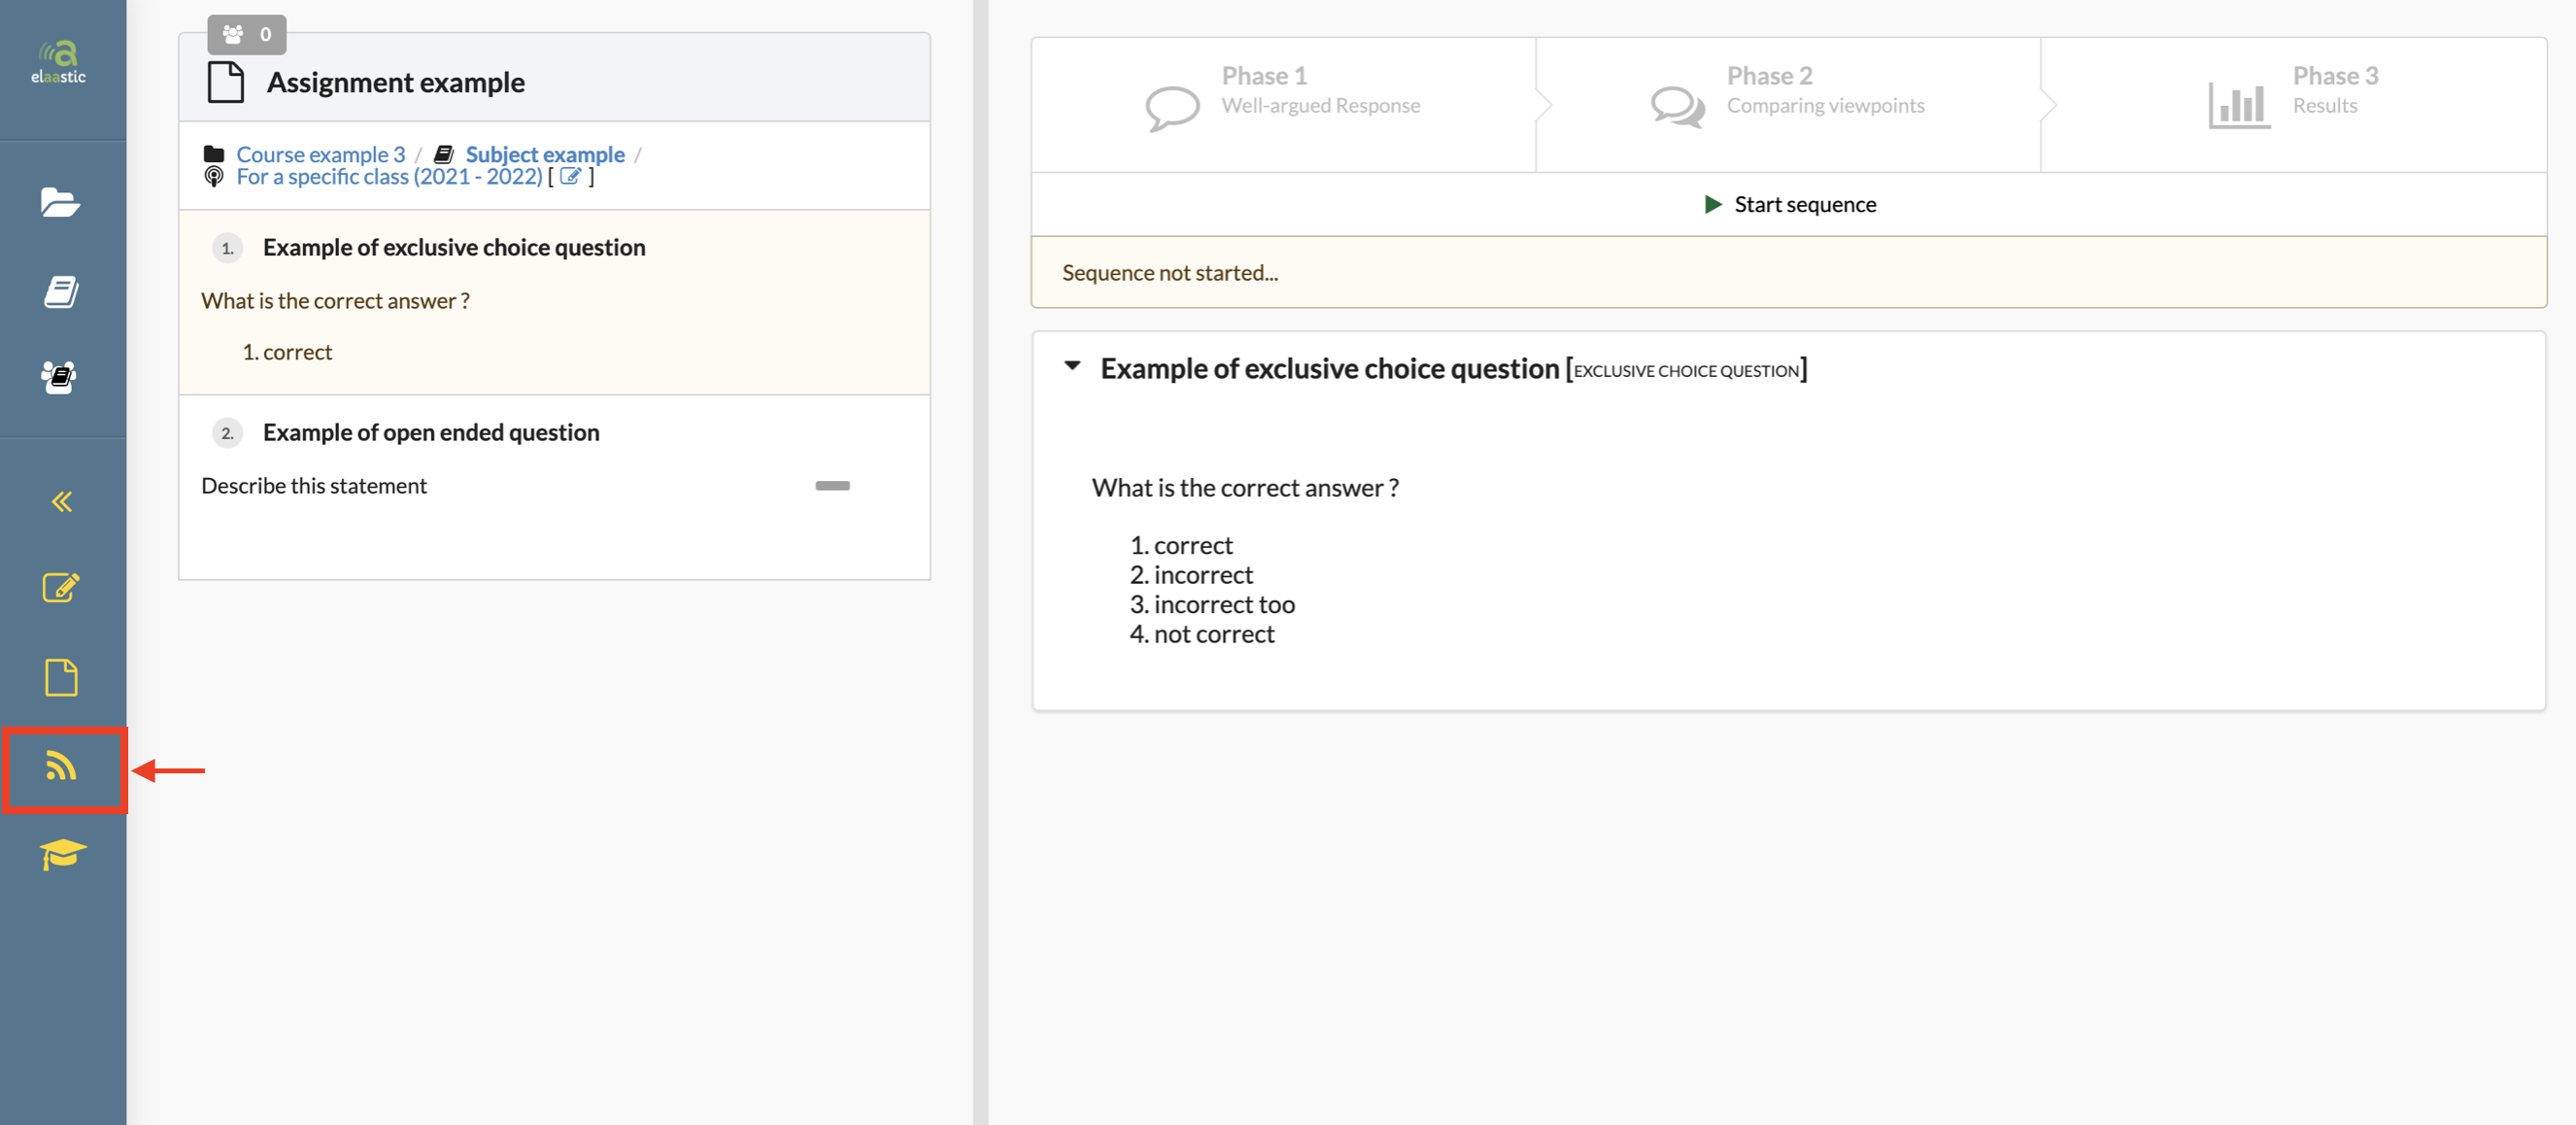 elaastic
0
Assignment example
Course example 3 / Subject example /
For a specific class (2021 - 2022) [ ]
1. Example of exclusive choice question
What is the correct answer ?
1. correct
2. Example of open ended question
Describe this statement
Phase 1
Well-argued Response
Phase 2
Comparing viewpoints
Phase 3
Results
Start sequence
Sequence not started...
Example of exclusive choice question [EXCLUSIVE CHOICE QUESTION]
What is the correct answer ?
1. correct
2. incorrect
3. incorrect too
4. not correct